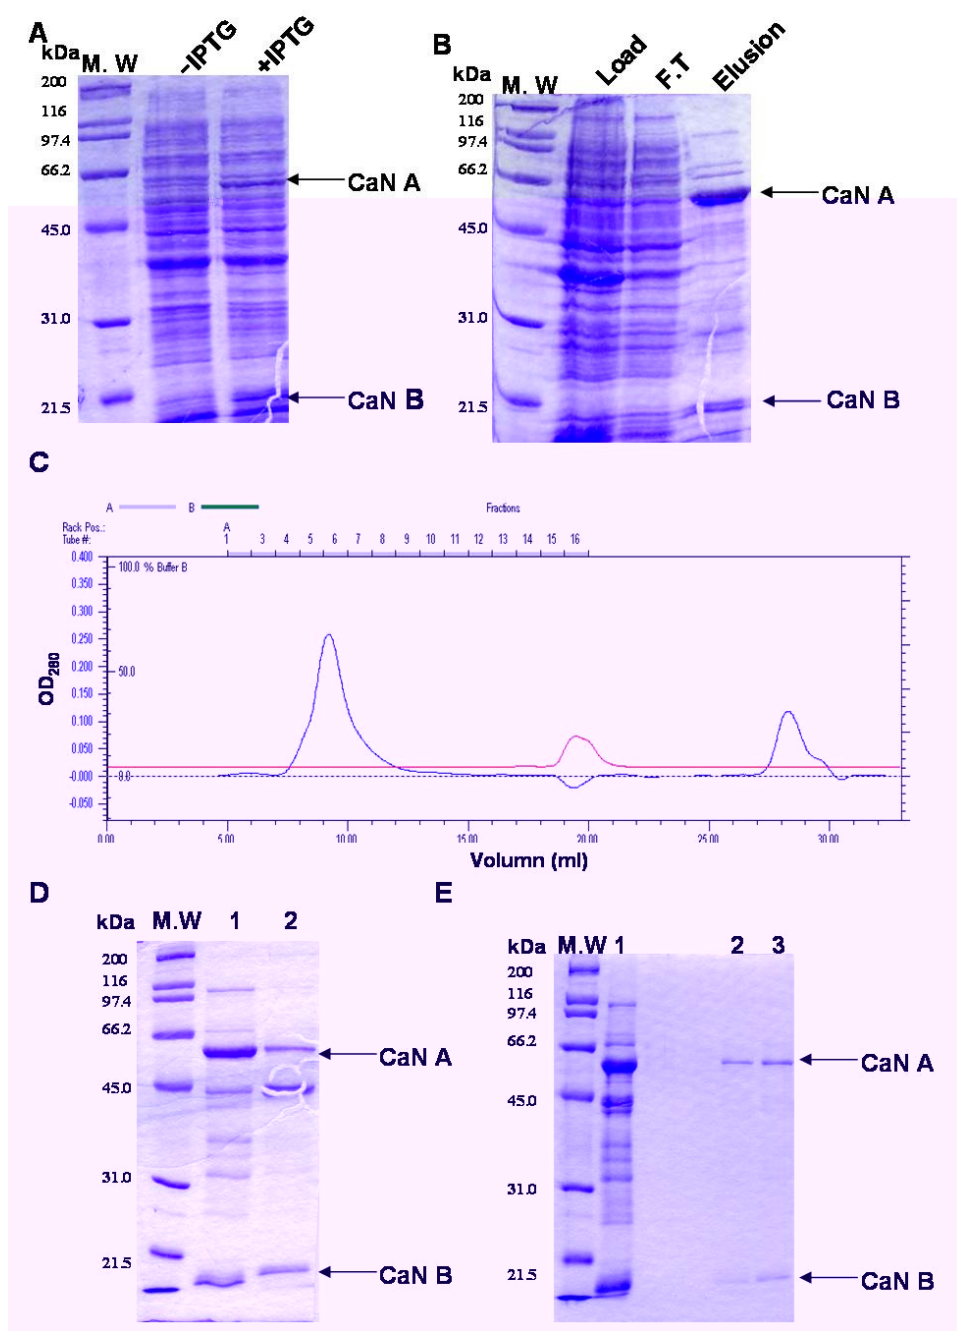 A
kDa M. W -IPTG +IPTG
200
116
97.4
66.2
45.0
31.0
21.5
CaN A
CaN B
B
kDa M. W Load F.T Elusion
200
116
97.4
66.2
45.0
31.0
21.5
CaN A
CaN B
C
A B Fractions
Rack Pos.: A
Tube #: 1 3 4 5 6 7 8 9 10 11 12 13 14 15 16
0.400
0.350
0.300
0.250
0.200
0.150
0.100
0.050
-0.000
-0.050
100.0 % Buffer B
50.0
0.0
OD280
0.00 5.00 10.00 15.00 20.00 25.00 30.00
Volumn (ml)
D
kDa M.W 1 2
200
116
97.4
66.2
45.0
31.0
21.5
CaN A
CaN B
E
kDa M.W 1 2 3
200
116
97.4
66.2
45.0
31.0
21.5
CaN A
CaN B